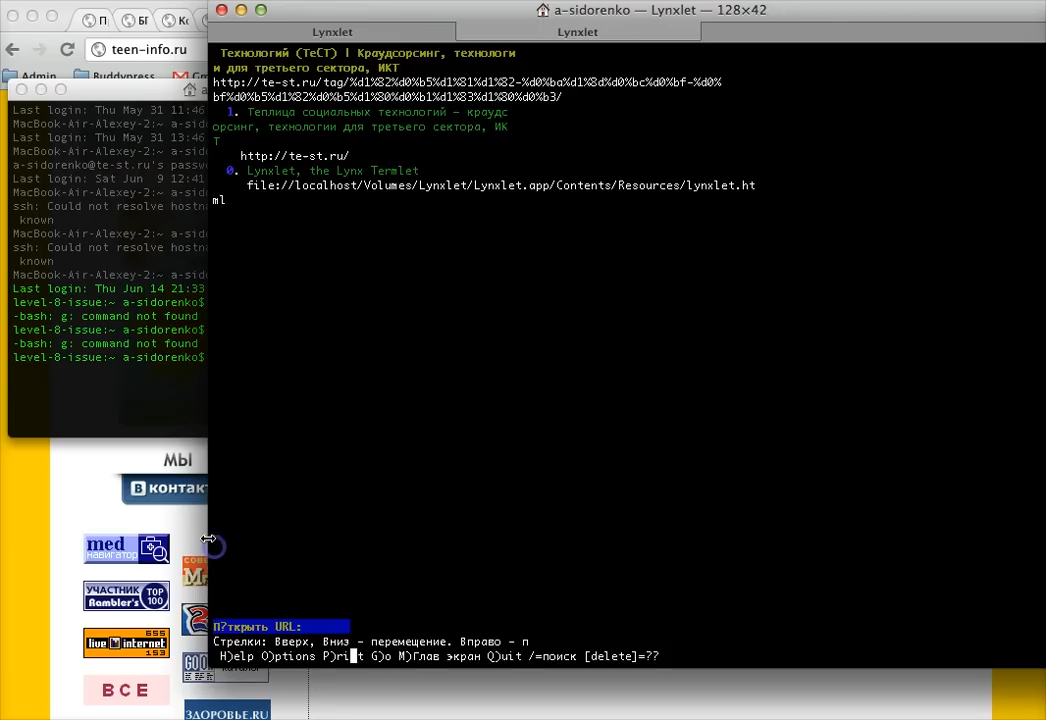 a-sidorenko — Lynxlet — 128×42
Lynxlet
Lynxlet
teen-info.ru
Admin
Buddypress
Last login: Thu May 31 11:46
MacBook-Air-Alexey-2:~ a-sid
Last login: Thu May 31 13:46
MacBook-Air-Alexey-2:~ a-sid
a-sidorenko@te-st.ru's passw
Last login: Sat Jun  9 12:41
MacBook-Air-Alexey-2:~ a-sid
ssh: Could not resolve hostn
known
MacBook-Air-Alexey-2:~ a-sid
ssh: Could not resolve hostn
known
MacBook-Air-Alexey-2:~ a-sid
Last login: Thu Jun 14 21:33
level-8-issue:~ a-sidorenko$
-bash: g: command not found
level-8-issue:~ a-sidorenko$
-bash: g: command not found
level-8-issue:~ a-sidorenko$
Технологий (ТеСТ) | Краудсорсинг, технологи
и для третьего сектора, ИКТ
http://te-st.ru/tag/%d1%82%d0%b5%d1%81%d1%82-%d0%ba%d1%8d%d0%bc%d0%bf-%d0%
bf%d0%b5%d1%82%d0%b5%d1%80%d0%b1%d1%83%d1%80%d0%b3/
1. Теплица социальных технологий – крауdс
орсинг, технологии для третьего сектора, ИК
Т
http://te-st.ru/
0. Lynxlet, the Lynx Termlet
file://localhost/Volumes/Lynxlet/Lynxlet.app/Contents/Resources/lynxlet.ht
ml
П?ткрыть URL:
Стрелки: Вверх, Вниз – перемещение. Вправо – п
H)elp O)ptions P)rint G)o M)Глав экран Q)uit /=поиск [delete]=??
МЫ
В контакт
med
навигатор
УЧАСТНИК
Rambler's
TOP
100
live internet
655
153
ВСЕ
ЗДОРОВЬЕ.RU